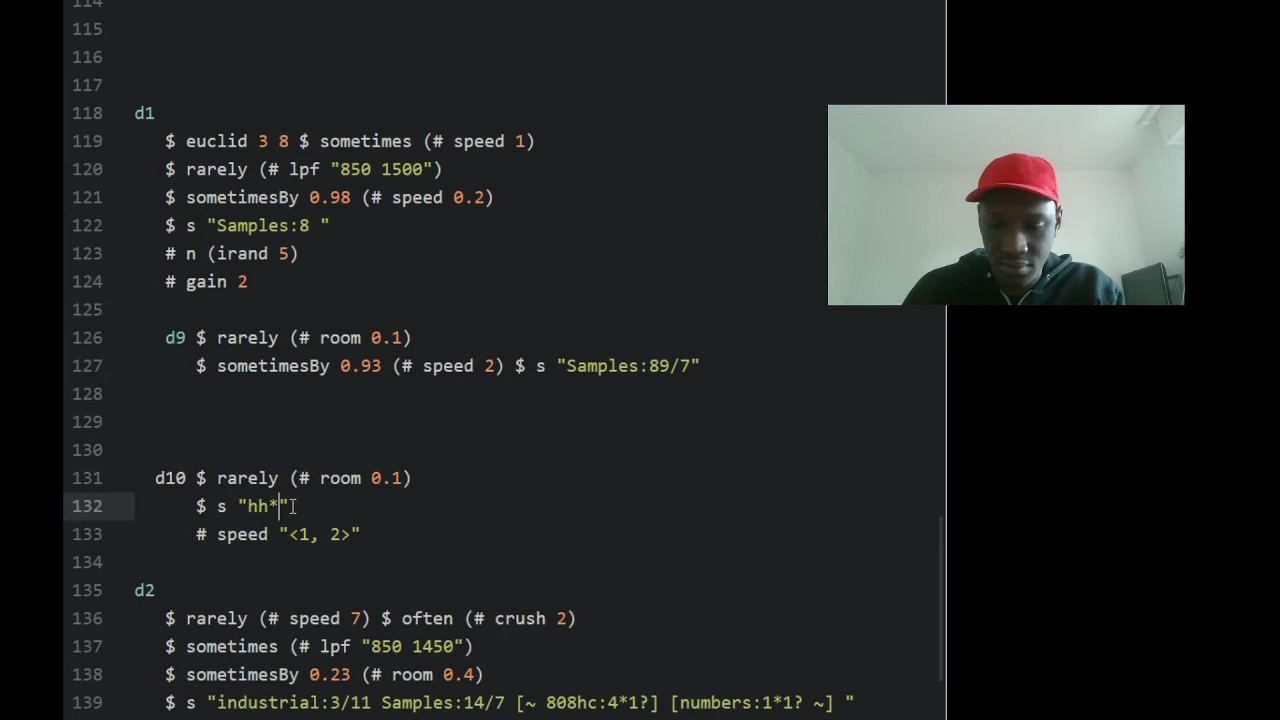 114
115
116
117
118 d1
119 $ euclid 3 8 $ sometimes (# speed 1)
120 $ rarely (# lpf "850 1500")
121 $ sometimesBy 0.98 (# speed 0.2)
122 $ s "Samples:8 "
123 # n (irand 5)
124 # gain 2
125
126 d9 $ rarely (# room 0.1)
127 $ sometimesBy 0.93 (# speed 2) $ s "Samples:89/7"
128
129
130
131 d10 $ rarely (# room 0.1)
132 $ s "hh*"
133 # speed "<1, 2>"
134
135 d2
136 $ rarely (# speed 7) $ often (# crush 2)
137 $ sometimes (# lpf "850 1450")
138 $ sometimesBy 0.23 (# room 0.4)
139 $ s "industrial:3/11 Samples:14/7 [~ 808hc:4*1?] [numbers:1*1? ~] "